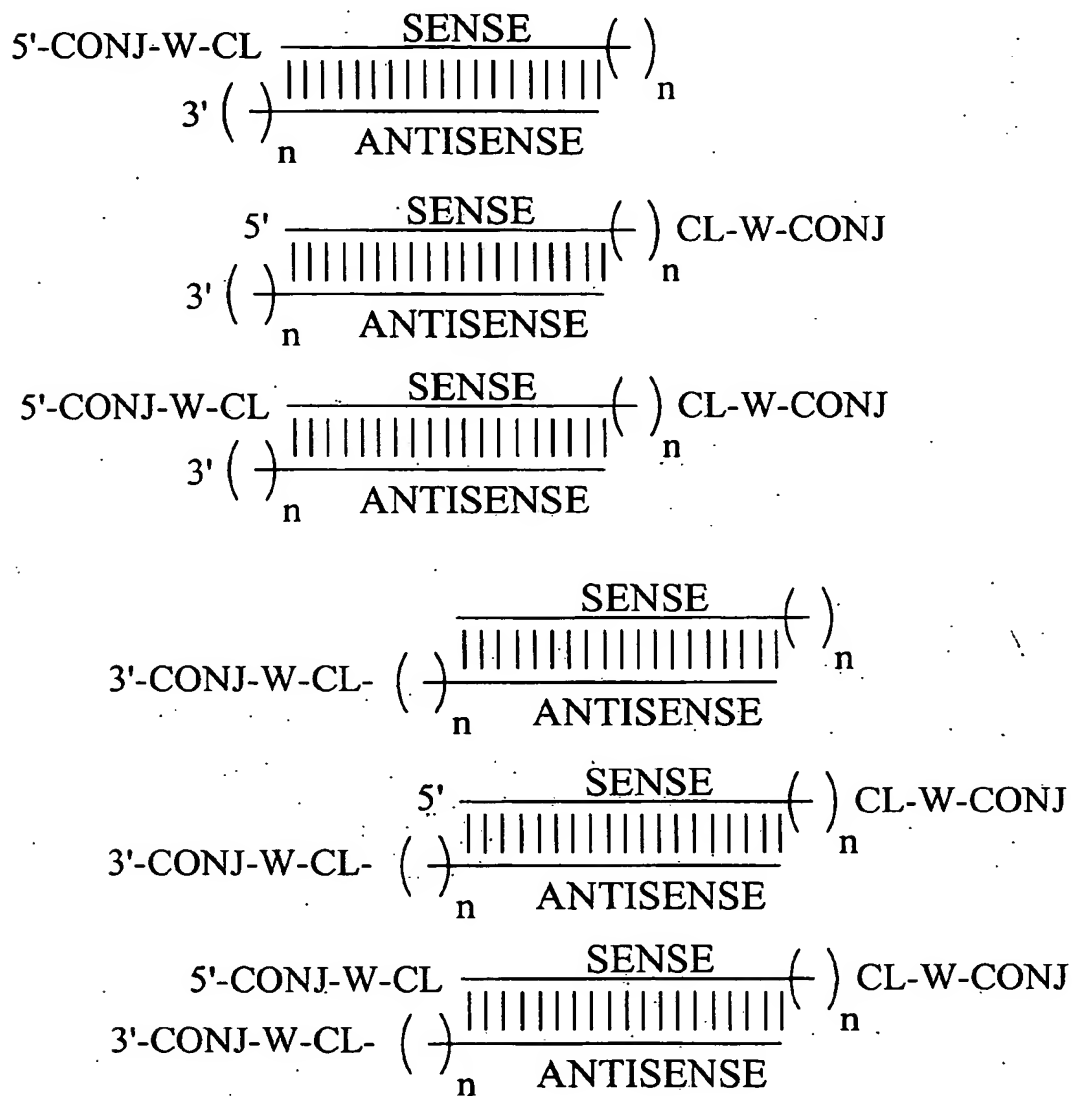 SENSE
5'-CONJ-W-CL ( )n
3' ( )n
ANTISENSE
SENSE
5' ( )n CL-W-CONJ
3' ( )n
ANTISENSE
SENSE
5'-CONJ-W-CL ( )n CL-W-CONJ
3' ( )n
ANTISENSE
SENSE
( )n
3'-CONJ-W-CL- ( )n
ANTISENSE
SENSE
5' ( )n CL-W-CONJ
3'-CONJ-W-CL- ( )n
ANTISENSE
SENSE
5'-CONJ-W-CL ( )n CL-W-CONJ
3'-CONJ-W-CL- ( )n
ANTISENSE